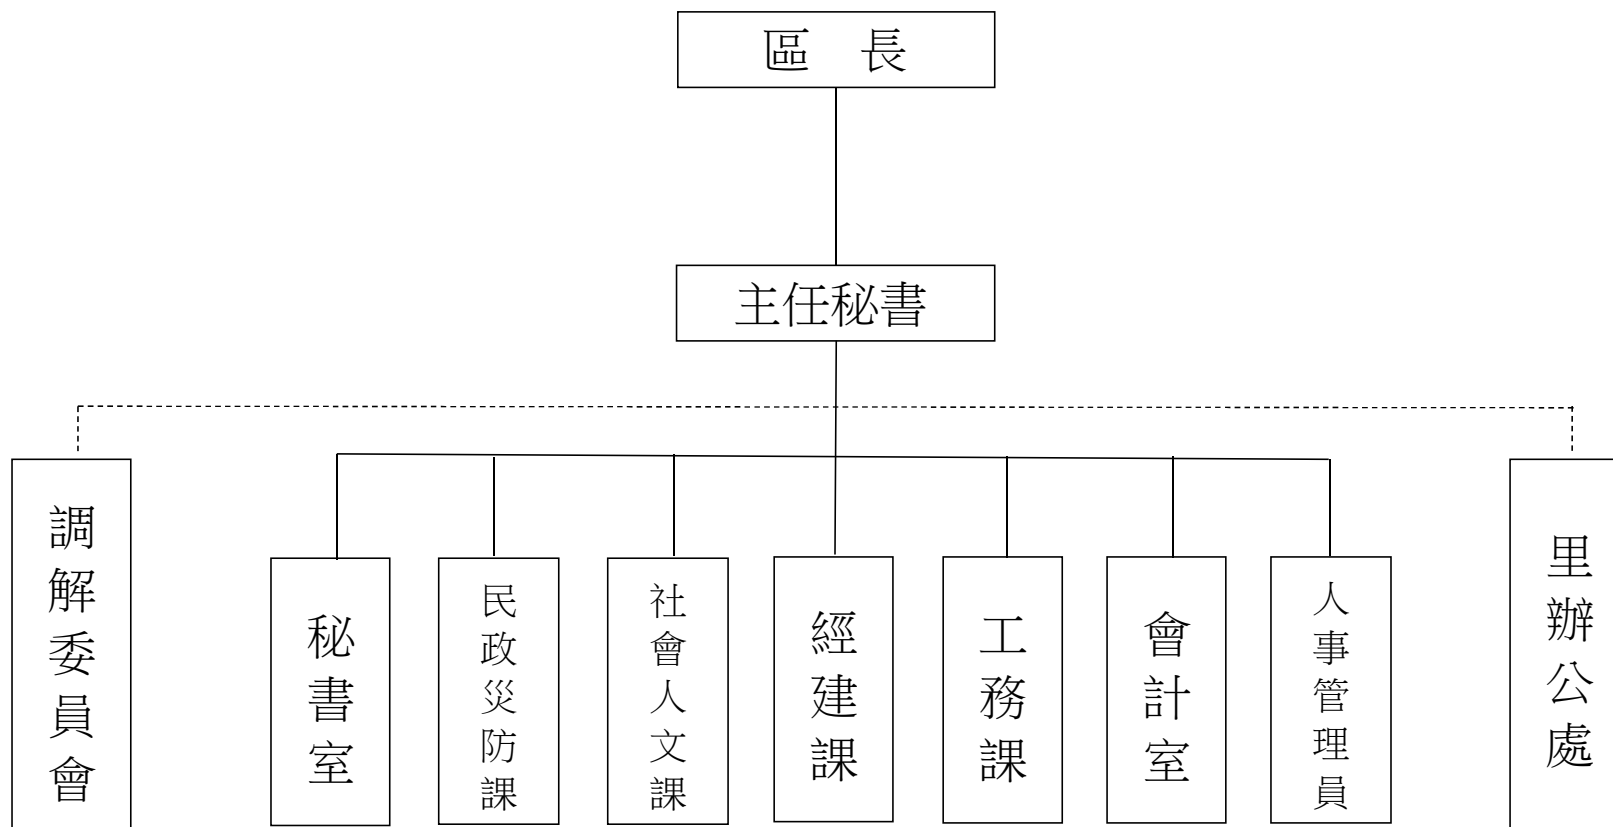 區　長
主任秘書
調解委員會
秘書室
民政災防課
社會人文課
經建課
工務課
會計室
人事管理員
里辦公處